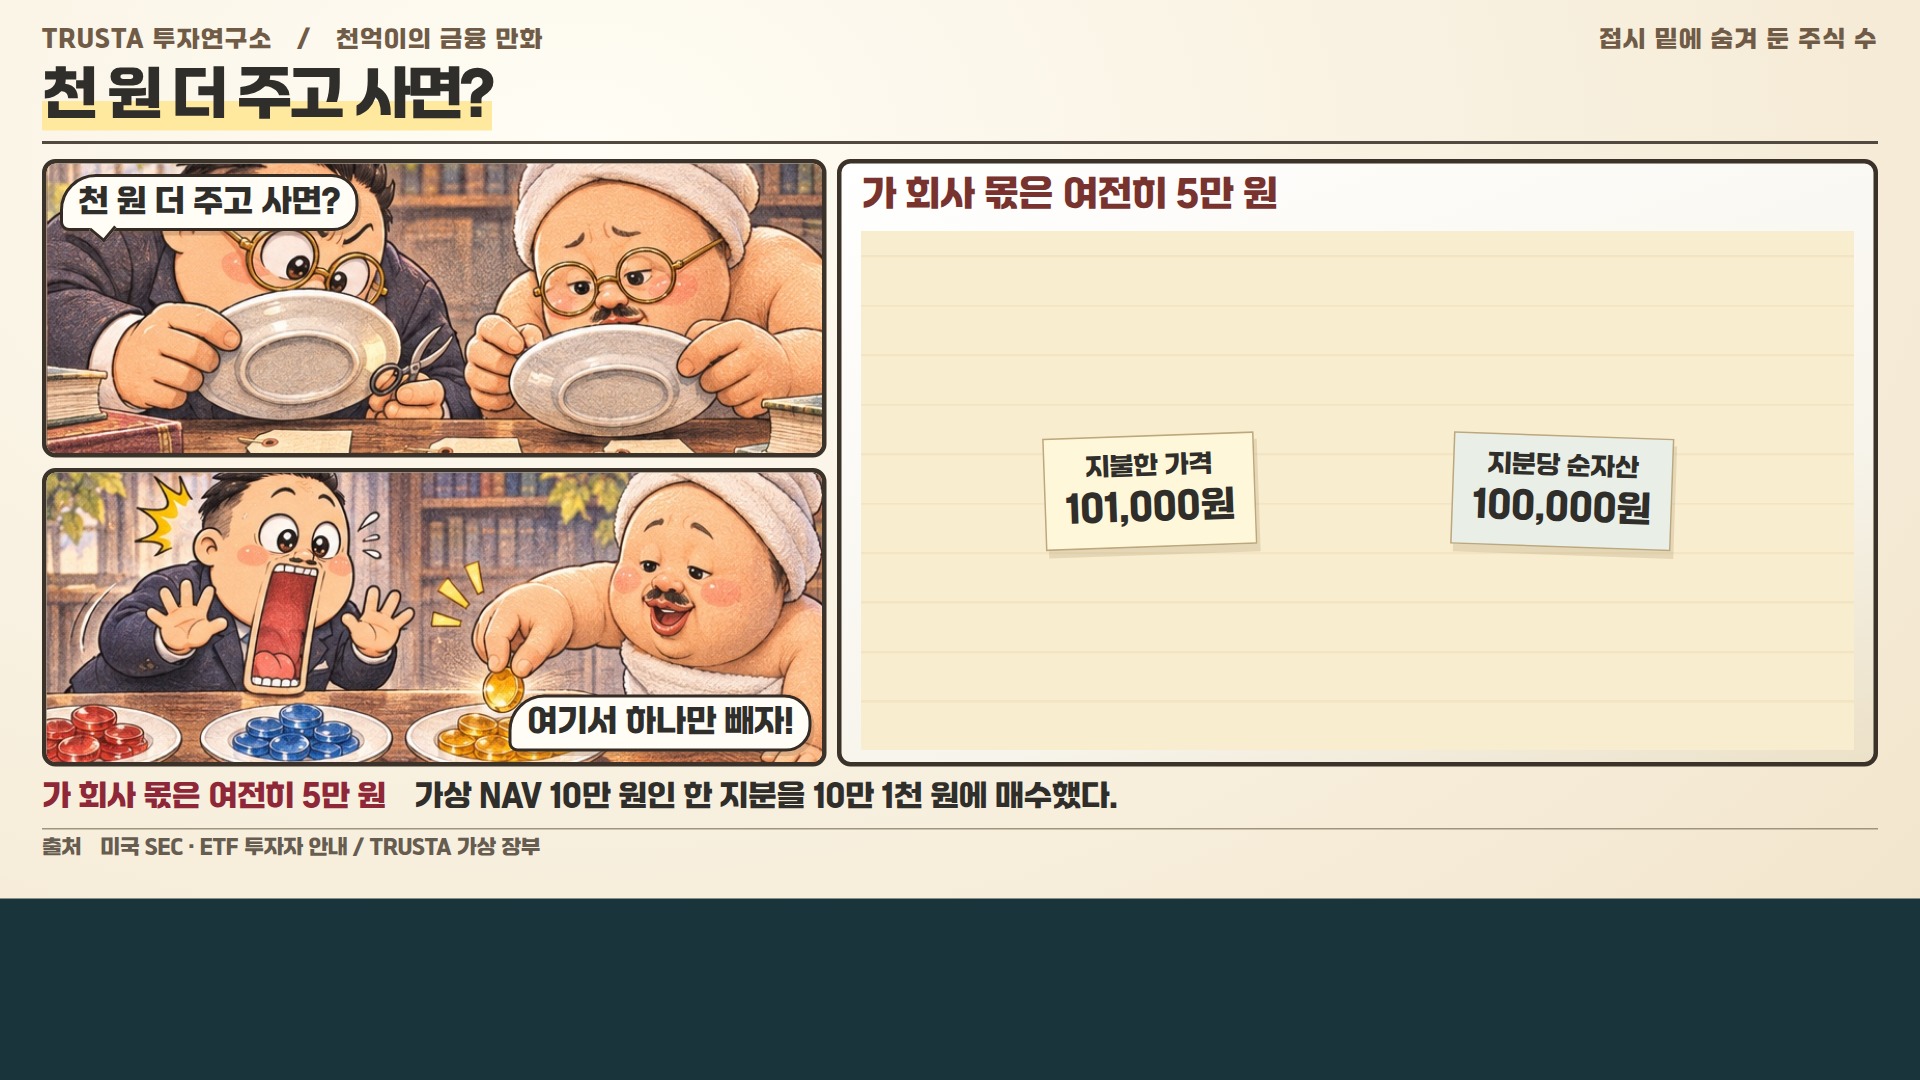 TRUSTA 투자연구소 / 천억이의 금융 만화
접시 밑에 숨겨 둔 주식 수
천 원 더 주고 사면?
천 원 더 주고 사면?
여기서 하나만 빼자!
가 회사 몫은 여전히 5만 원
지불한 가격
101,000원
지분당 순자산
100,000원
가 회사 몫은 여전히 5만 원 가상 NAV 10만 원인 한 지분을 10만 1천 원에 매수했다.
출처 미국 SEC · ETF 투자자 안내 / TRUSTA 가상 장부